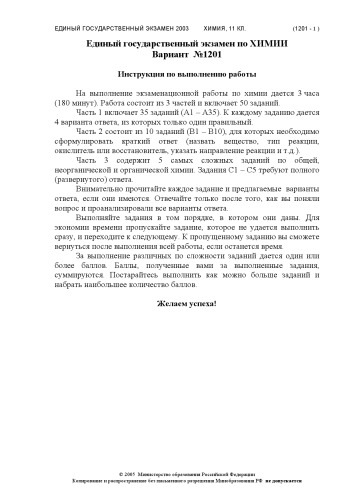 ЕДИНЫЙ ГОСУДАРСТВЕННЫЙ ЭКЗАМЕН 2003 ХИМИЯ, 11 КЛ. (1201 - 1 )
Единый государственный экзамен по ХИМИИ
Вариант №1201
Инструкция по выполнению работы
На выполнение экзаменационной работы по химии дается 3 часа
(180 минут). Работа состоит из 3 частей и включает 50 заданий.
Часть 1 включает 35 заданий (А1 – А35). К каждому заданию дается
4 варианта ответа, из которых только один правильный.
Часть 2 состоит из 10 заданий (В1 – В10), для которых необходимо
сформулировать краткий ответ (назвать вещество, тип реакции,
окислитель или восстановитель, указать направление реакции и т.д.).
Часть 3 содержит 5 самых сложных заданий по общей,
неорганической и органической химии. Задания С1 – С5 требуют полного
(развернутого) ответа.
Внимательно прочитайте каждое задание и предлагаемые варианты
ответа, если они имеются. Отвечайте только после того, как вы поняли
вопрос и проанализировали все варианты ответа.
Выполняйте задания в том порядке, в котором они даны. Для
экономии времени пропускайте задание, которое не удается выполнить
сразу, и переходите к следующему. К пропущенному заданию вы сможете
вернуться после выполнения всей работы, если останется время.
За выполнение различных по сложности заданий дается один или
более баллов. Баллы, полученные вами за выполненные задания,
суммируются. Постарайтесь выполнить как можно больше заданий и
набрать наибольшее количество баллов.
Желаем успеха!
© 2005 Министерство образования Российской Федерации
Копирование и распространение без письменного разрешения Минобразования РФ не допускается